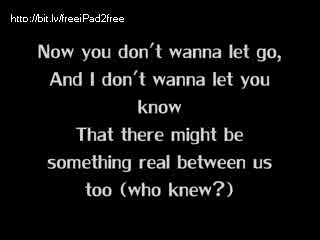 http://bit.lv/freeiPad2free
Now you don't wanna let go,
And I don't wanna let you
know
That there might be
something real between us
too (who knew?)